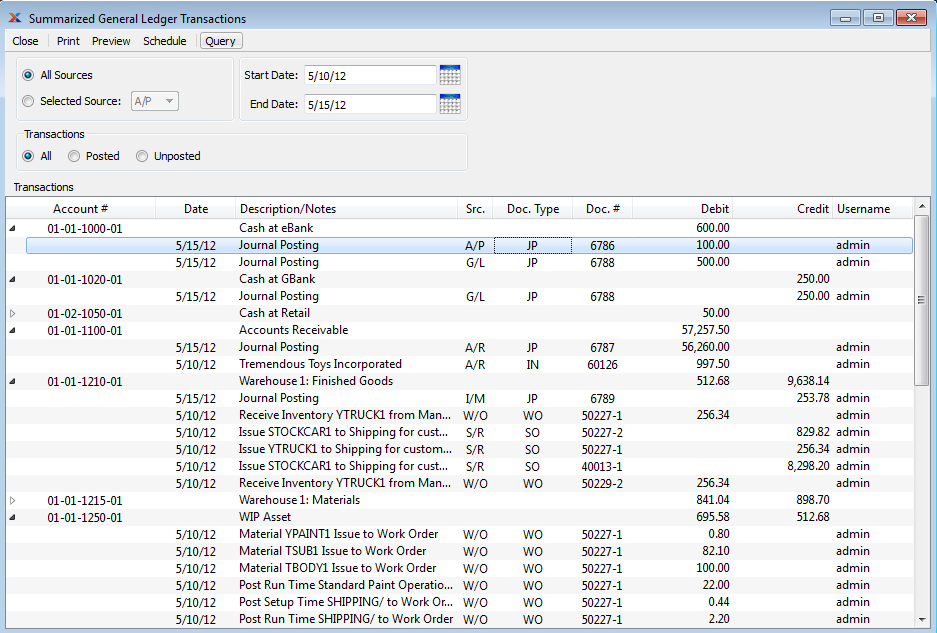 Summarized General Ledger Transactions
Close Print Preview Schedule Query
All Sources
Selected Source: A/P
Start Date: 5/10/12
End Date: 5/15/12
Transactions
All Posted Unposted
Transactions
Account # Date Description/Notes Src. Doc. Type Doc. # Debit Credit Username
01-01-1000-01 Cash at eBank 600.00
5/15/12 Journal Posting A/P JP 6786 100.00 admin
5/15/12 Journal Posting G/L JP 6788 500.00 admin
01-01-1020-01 Cash at GBank 250.00
5/15/12 Journal Posting G/L JP 6788 250.00 admin
01-02-1050-01 Cash at Retail 50.00
01-01-1100-01 Accounts Receivable 57,257.50
5/15/12 Journal Posting A/R JP 6787 56,260.00 admin
5/10/12 Tremendous Toys Incorporated A/R IN 60126 997.50 admin
01-01-1210-01 Warehouse 1: Finished Goods 512.68 9,638.14
5/15/12 Journal Posting I/M JP 6789 253.78 admin
5/10/12 Receive Inventory YTRUCK1 from Man... W/O WO 50227-1 256.34 admin
5/10/12 Issue STOCKCAR1 to Shipping for cust... S/R SO 50227-2 829.82 admin
5/10/12 Issue YTRUCK1 to Shipping for custom... S/R SO 50227-1 256.34 admin
5/10/12 Issue STOCKCAR1 to Shipping for cust... S/R SO 40013-1 8,298.20 admin
5/10/12 Receive Inventory YTRUCK1 from Man... W/O WO 50229-2 256.34 admin
01-01-1215-01 Warehouse 1: Materials 841.04 898.70
01-01-1250-01 WIP Asset 695.58 512.68
5/10/12 Material YPAINT1 Issue to Work Order W/O WO 50227-1 0.80 admin
5/10/12 Material TSUB1 Issue to Work Order W/O WO 50227-1 82.10 admin
5/10/12 Material TBODY1 Issue to Work Order W/O WO 50227-1 100.00 admin
5/10/12 Post Run Time Standard Paint Operatio... W/O WO 50227-1 22.00 admin
5/10/12 Post Setup Time SHIPPING/ to Work Or... W/O WO 50227-1 0.44 admin
5/10/12 Post Run Time SHIPPING/ to Work Order W/O WO 50227-1 2.20 admin